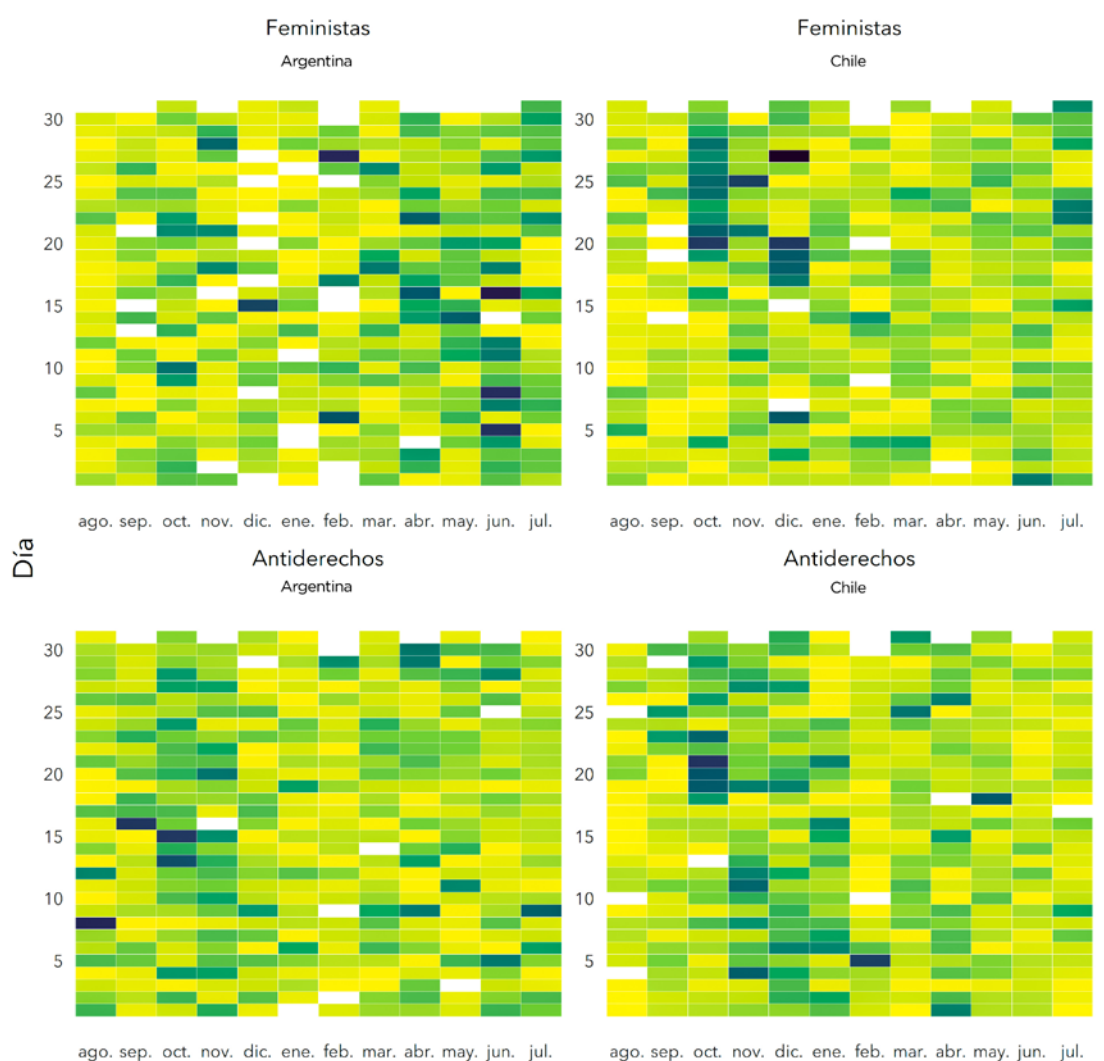 Feministas
Argentina
30
25
20
15
10
5
ago. sep. oct. nov. dic. ene. feb. mar. abr. may. jun. jul.
Feministas
Chile
30
25
20
15
10
5
ago. sep. oct. nov. dic. ene. feb. mar. abr. may. jun. jul.
Día
Antiderechos
Argentina
30
25
20
15
10
5
ago. sep. oct. nov. dic. ene. feb. mar. abr. may. jun. jul.
Antiderechos
Chile
30
25
20
15
10
5
ago. sep. oct. nov. dic. ene. feb. mar. abr. may. jun. jul.